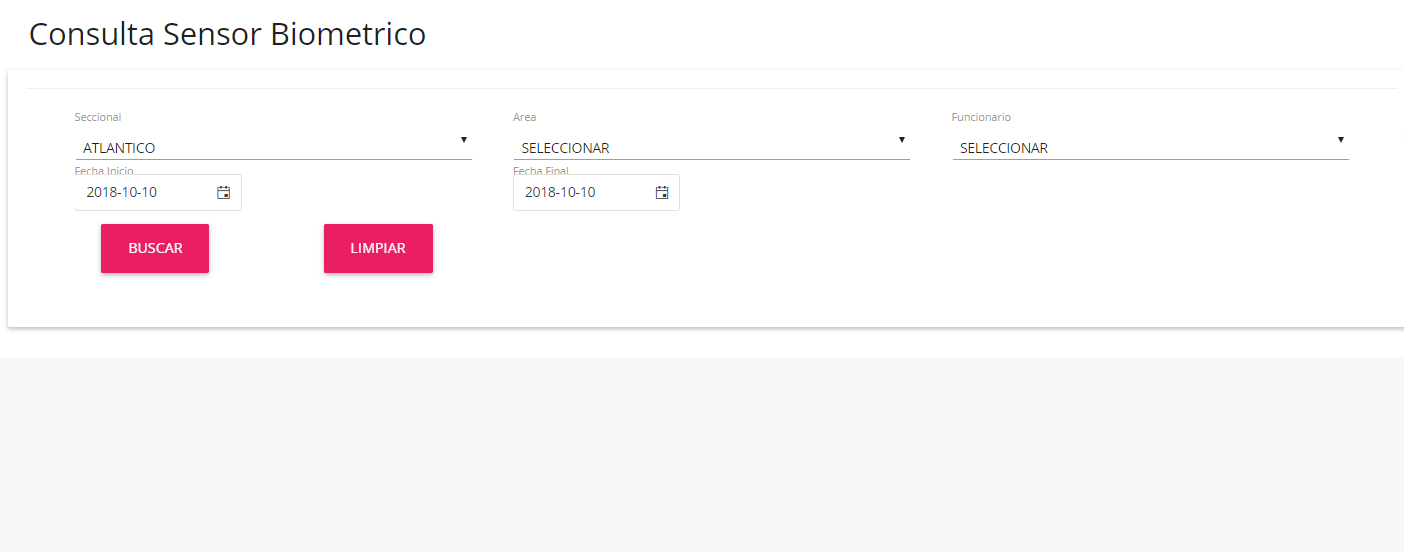 Consulta Sensor Biometrico
Seccional Area Funcionario
ATLANTICO SELECCIONAR SELECCIONAR
Fecha Inicio Fecha Final
2018-10-10 2018-10-10
BUSCAR LIMPIAR